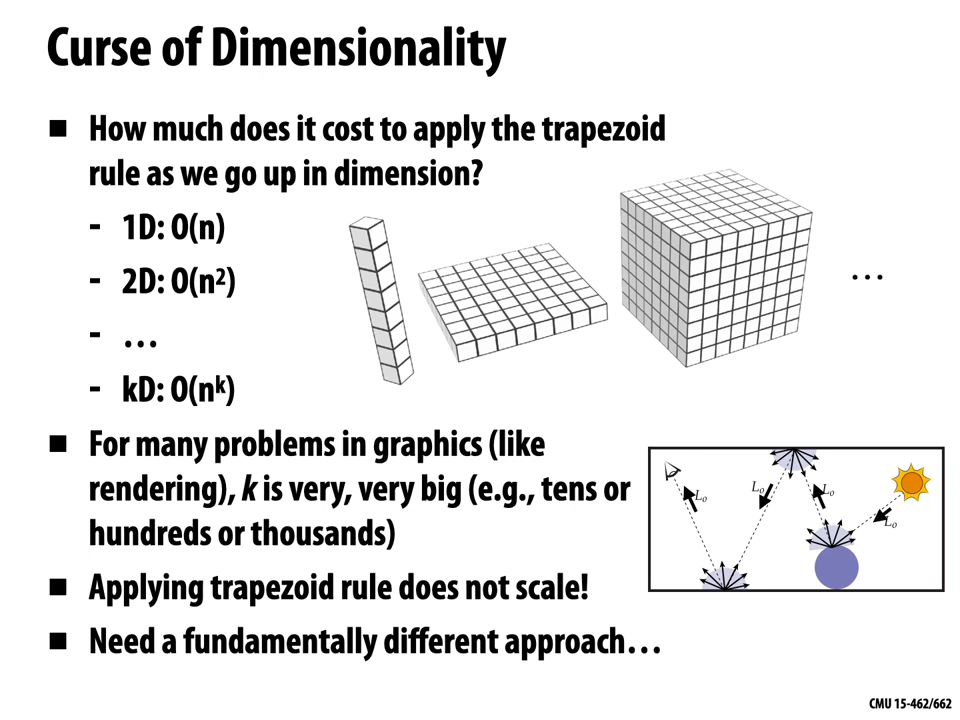 Curse of Dimensionality
■ How much does it cost to apply the trapezoid
rule as we go up in dimension?
- 1D: O(n)
- 2D: O(n²)
- …
- kD: O(nᵏ)
…
■ For many problems in graphics (like
rendering), k is very, very big (e.g., tens or
hundreds or thousands)
Lo
Lo
Lo
Lo
■ Applying trapezoid rule does not scale!
■ Need a fundamentally different approach…
CMU 15-462/662